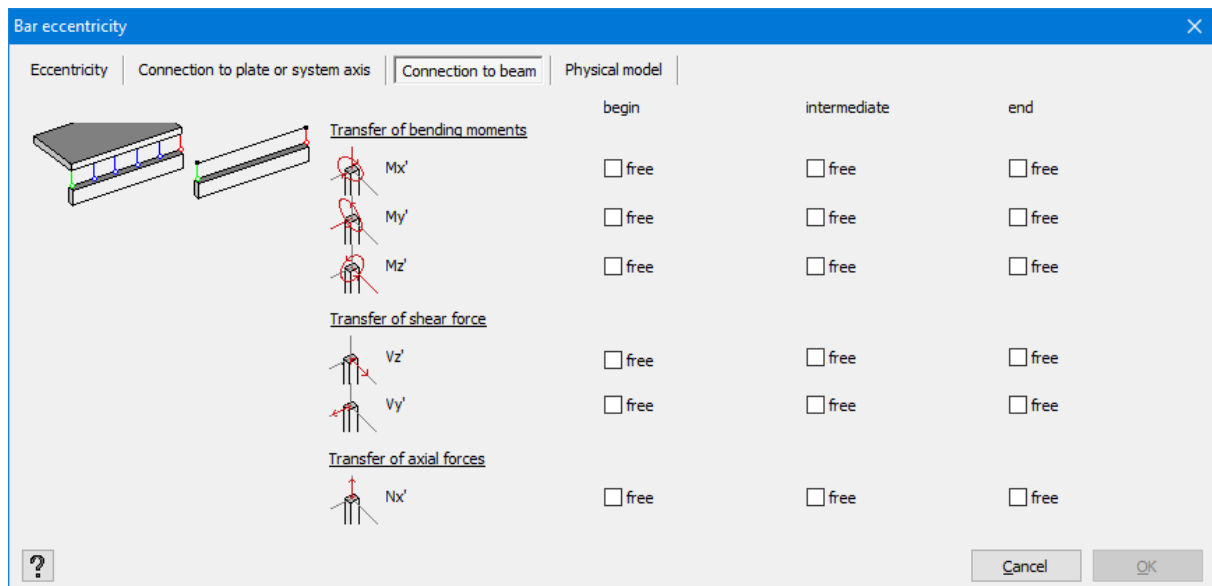 Bar eccentricity
Eccentricity Connection to plate or system axis Connection to beam Physical model
begin intermediate end
Transfer of bending moments
Mx' free free free
My' free free free
Mz' free free free
Transfer of shear force
Vz' free free free
Vy' free free free
Transfer of axial forces
Nx' free free free
? Cancel OK